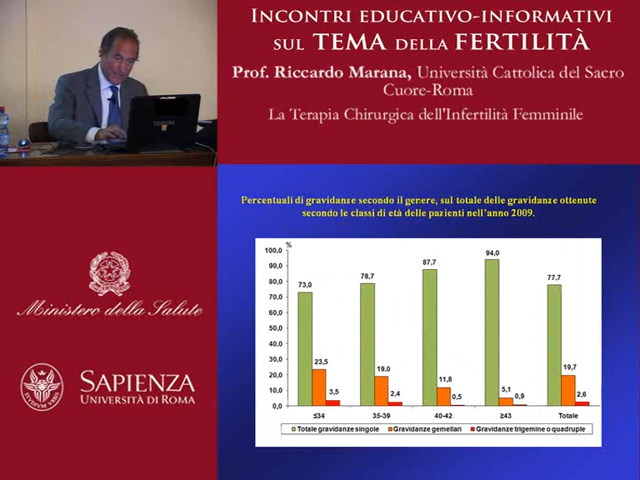 INCONTRI EDUCATIVO-INFORMATIVI
SUL TEMA DELLA FERTILITÀ
Prof. Riccardo Marana, Università Cattolica del Sacro
Cuore-Roma
La Terapia Chirurgica dell'Infertilità Femminile
Percentuali di gravidanze secondo il genere, sul totale delle gravidanze ottenute
secondo le classi di età delle pazienti nell'anno 2009.
%
100,0
90,0
80,0
70,0
60,0
50,0
40,0
30,0
20,0
10,0
0,0
73,0
23,5
3,5
78,7
19,0
2,4
87,7
11,8
0,5
94,0
5,1
0,9
77,7
19,7
2,6
≤34
35-39
40-42
≥43
Totale
Totale gravidanze singole
Gravidanze gemellari
Gravidanze trigemine o quadruple
Ministero della Salute
SAPIENZA
UNIVERSITÀ DI ROMA